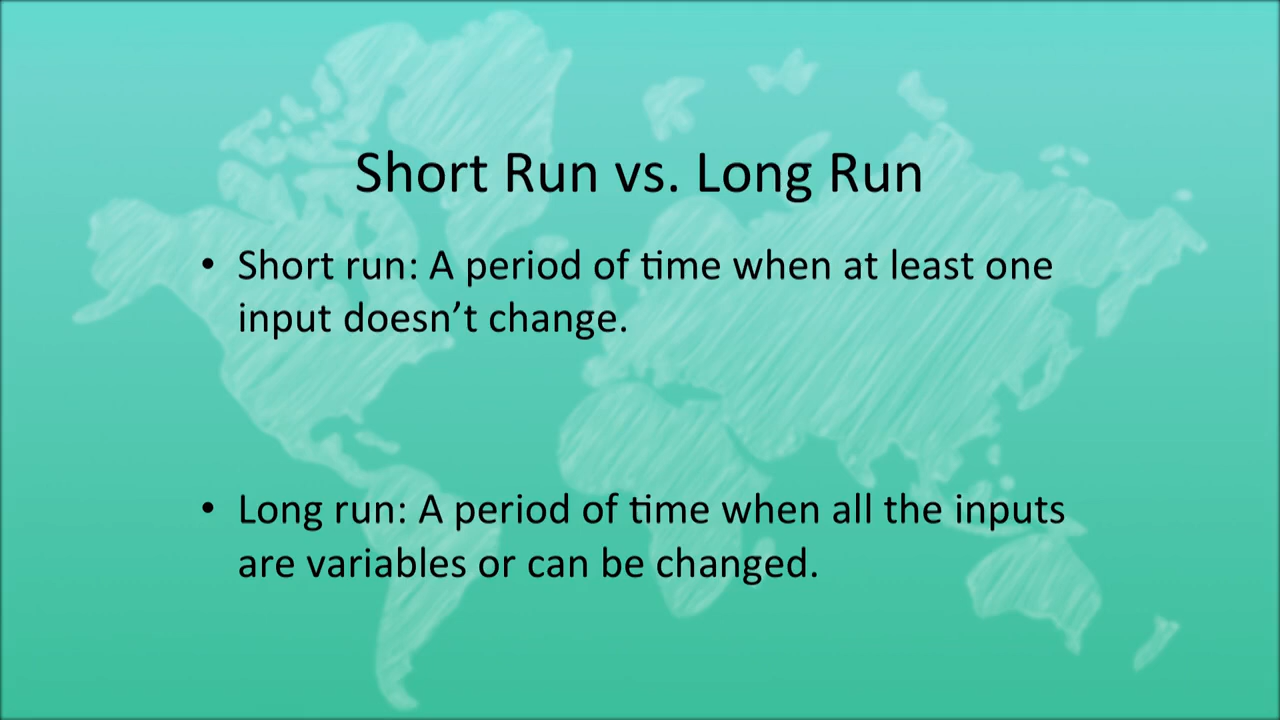 Short Run vs. Long Run
• Short run: A period of time when at least one
input doesn’t change.
• Long run: A period of time when all the inputs
are variables or can be changed.